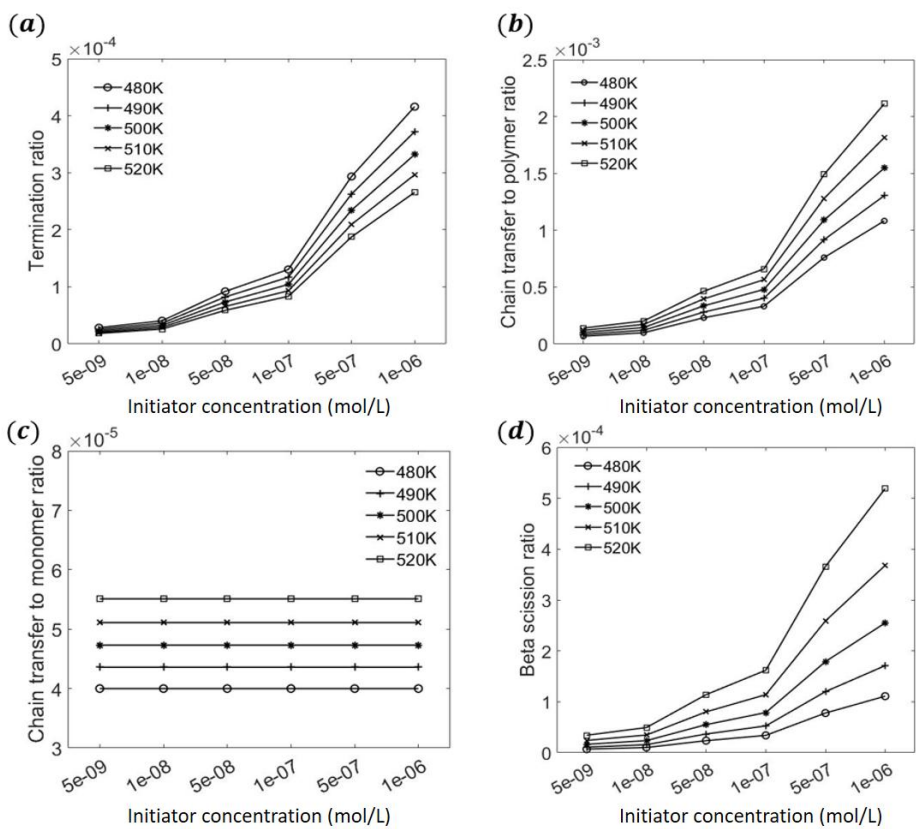 (a)
×10-4
Termination ratio
5
4
3
2
1
0
480K
490K
500K
510K
520K
5e-09
1e-08
5e-08
1e-07
5e-07
1e-06
Initiator concentration (mol/L)
(b)
×10-3
Chain transfer to polymer ratio
2.5
2
1.5
1
0.5
0
480K
490K
500K
510K
520K
5e-09
1e-08
5e-08
1e-07
5e-07
1e-06
Initiator concentration (mol/L)
(c)
×10-5
Chain transfer to monomer ratio
8
7
6
5
4
3
480K
490K
500K
510K
520K
5e-09
1e-08
5e-08
1e-07
5e-07
1e-06
Initiator concentration (mol/L)
(d)
×10-4
Beta scission ratio
6
5
4
3
2
1
0
480K
490K
500K
510K
520K
5e-09
1e-08
5e-08
1e-07
5e-07
1e-06
Initiator concentration (mol/L)